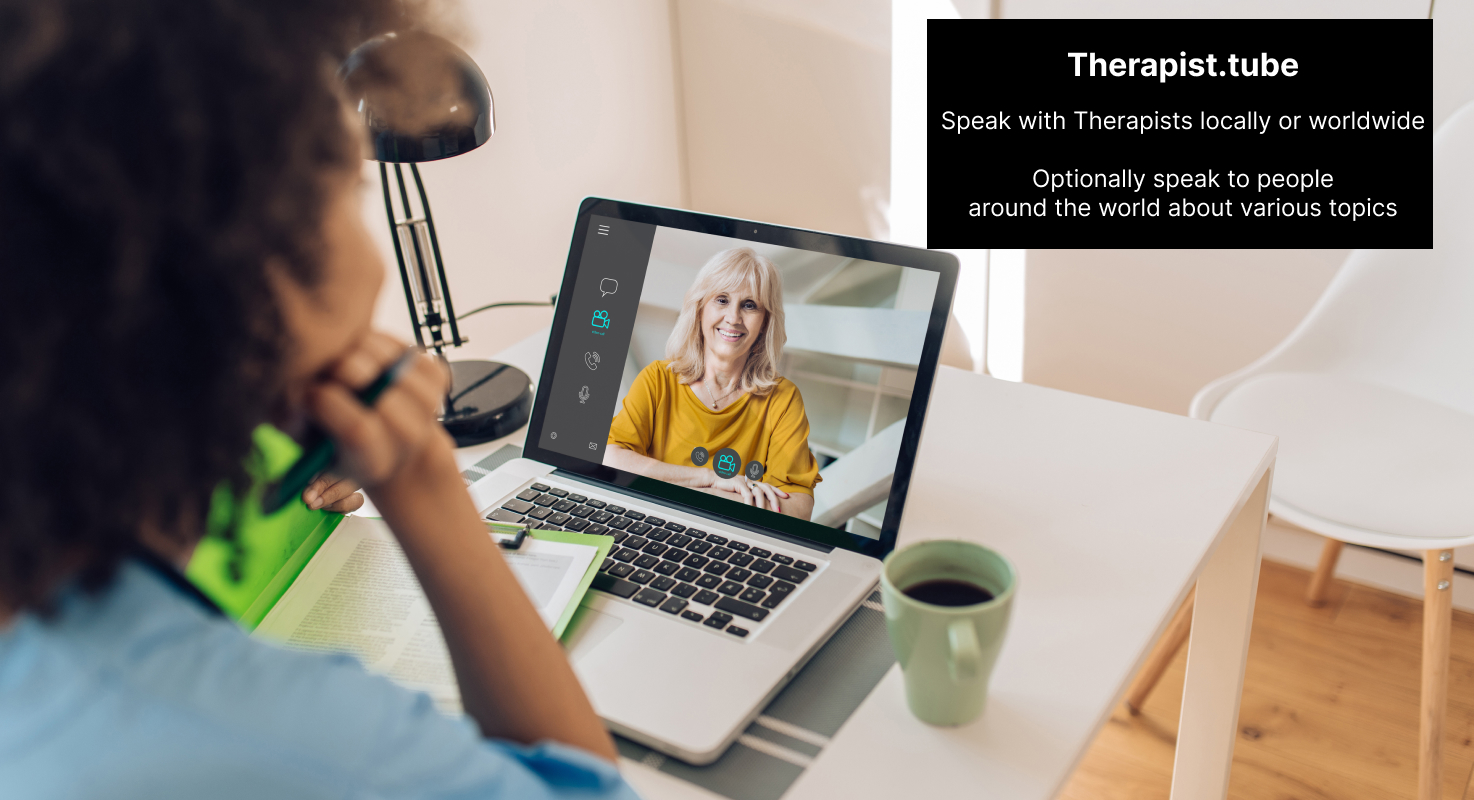 Therapist.tube
Speak with Therapists locally or worldwide
Optionally speak to people
around the world about various topics